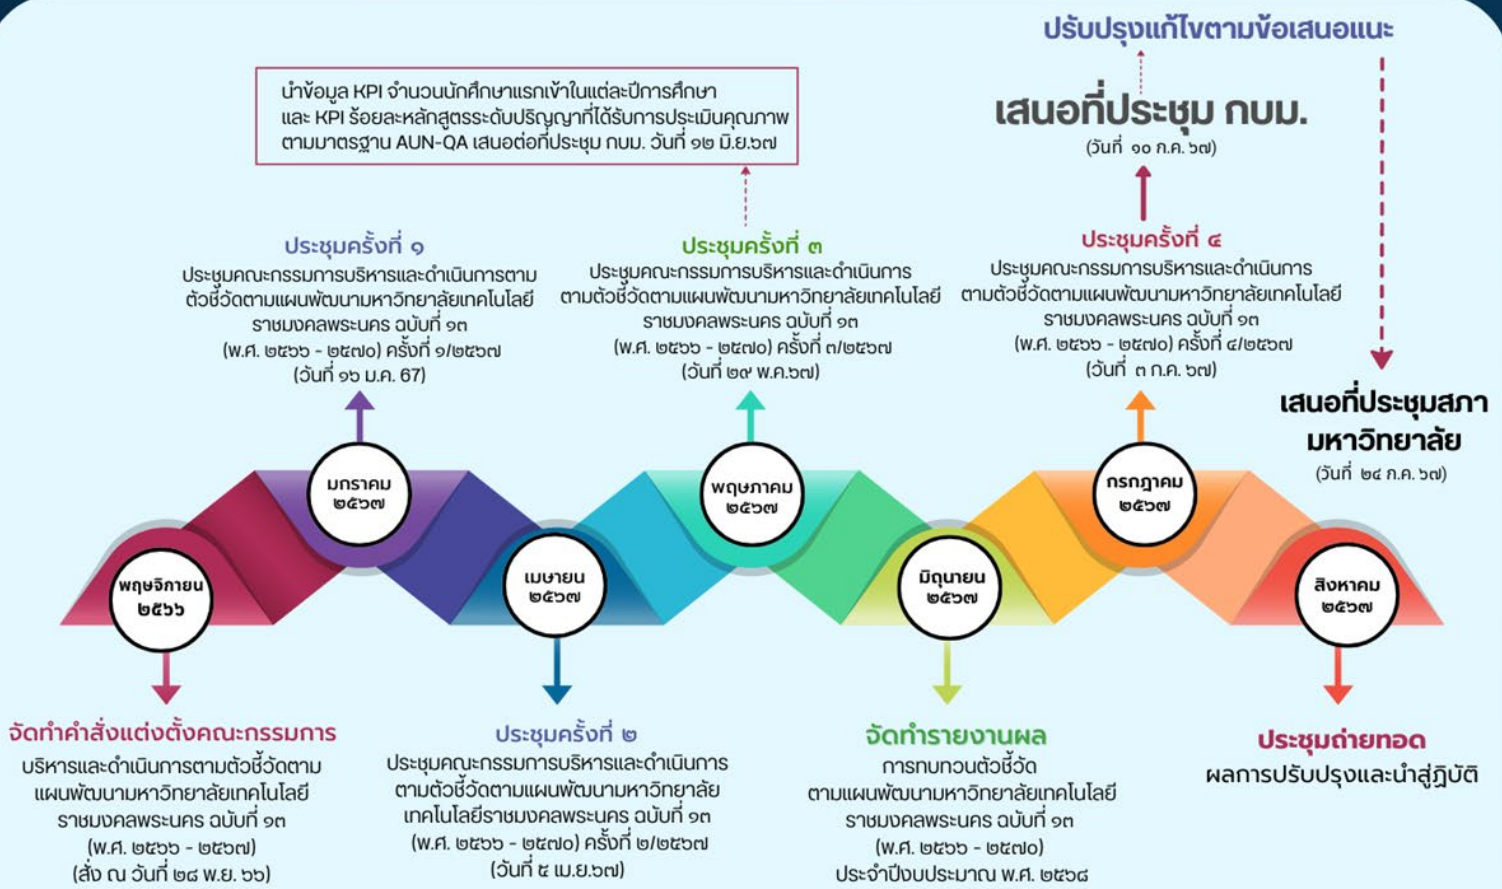 ปรับปรุงแก้ไขตามข้อเสนอแนะ
นำข้อมูล KPI จำนวนนักศึกษาแรกเข้าในแต่ละปีการศึกษา
และ KPI ร้อยละหลักสูตรระดับปริญญาที่ได้รับการประเมินคุณภาพ
ตามมาตรฐาน AUN-QA เสนอต่อที่ประชุม กบม. วันที่ ๑๒ มิ.ย.๖๗
เสนอที่ประชุม กบม.
(วันที่ ๑๐ ก.ค. ๖๗)
ประชุมครั้งที่ ๑
ประชุมคณะกรรมการบริหารและดำเนินการตาม
ตัวชี้วัดตามแผนพัฒนามหาวิทยาลัยเทคโนโลยี
ราชมงคลพระนคร ฉบับที่ ๑๓
(พ.ศ. ๒๕๖๖ - ๒๕๗๐) ครั้งที่ ๑/๒๕๖๗
(วันที่ ๑๖ ม.ค. 67)
ประชุมครั้งที่ ๓
ประชุมคณะกรรมการบริหารและดำเนินการ
ตามตัวชี้วัดตามแผนพัฒนามหาวิทยาลัยเทคโนโลยี
ราชมงคลพระนคร ฉบับที่ ๑๓
(พ.ศ. ๒๕๖๖ - ๒๕๗๐) ครั้งที่ ๓/๒๕๖๗
(วันที่ ๒๙ พ.ค.๖๗)
ประชุมครั้งที่ ๔
ประชุมคณะกรรมการบริหารและดำเนินการ
ตามตัวชี้วัดตามแผนพัฒนามหาวิทยาลัยเทคโนโลยี
ราชมงคลพระนคร ฉบับที่ ๑๓
(พ.ศ. ๒๕๖๖ - ๒๕๗๐) ครั้งที่ ๔/๒๕๖๗
(วันที่ ๓ ก.ค. ๖๗)
เสนอที่ประชุมสภา
มหาวิทยาลัย
(วันที่ ๒๔ ก.ค. ๖๗)
พฤษจิกายน
๒๕๖๖
มกราคม
๒๕๖๗
เมษายน
๒๕๖๗
พฤษภาคม
๒๕๖๗
มิถุนายน
๒๕๖๗
กรกฎาคม
๒๕๖๗
สิงหาคม
๒๕๖๗
จัดทำคำสั่งแต่งตั้งคณะกรรมการ
บริหารและดำเนินการตามตัวชี้วัดตาม
แผนพัฒนามหาวิทยาลัยเทคโนโลยี
ราชมงคลพระนคร ฉบับที่ ๑๓
(พ.ศ. ๒๕๖๖ - ๒๕๖๗)
(สั่ง ณ วันที่ ๒๘ พ.ย. ๖๖)
ประชุมครั้งที่ ๒
ประชุมคณะกรรมการบริหารและดำเนินการ
ตามตัวชี้วัดตามแผนพัฒนามหาวิทยาลัย
เทคโนโลยีราชมงคลพระนคร ฉบับที่ ๑๓
(พ.ศ. ๒๕๖๖ - ๒๕๗๐) ครั้งที่ ๒/๒๕๖๗
(วันที่ ๕ เม.ย.๖๗)
จัดทำรายงานผล
การทบทวนตัวชี้วัด
ตามแผนพัฒนามหาวิทยาลัยเทคโนโลยี
ราชมงคลพระนคร ฉบับที่ ๑๓
(พ.ศ. ๒๕๖๖ - ๒๕๗๐)
ประจำปีงบประมาณ พ.ศ. ๒๕๖๘
ประชุมถ่ายทอด
ผลการปรับปรุงและนำสู่ฏิบัติ